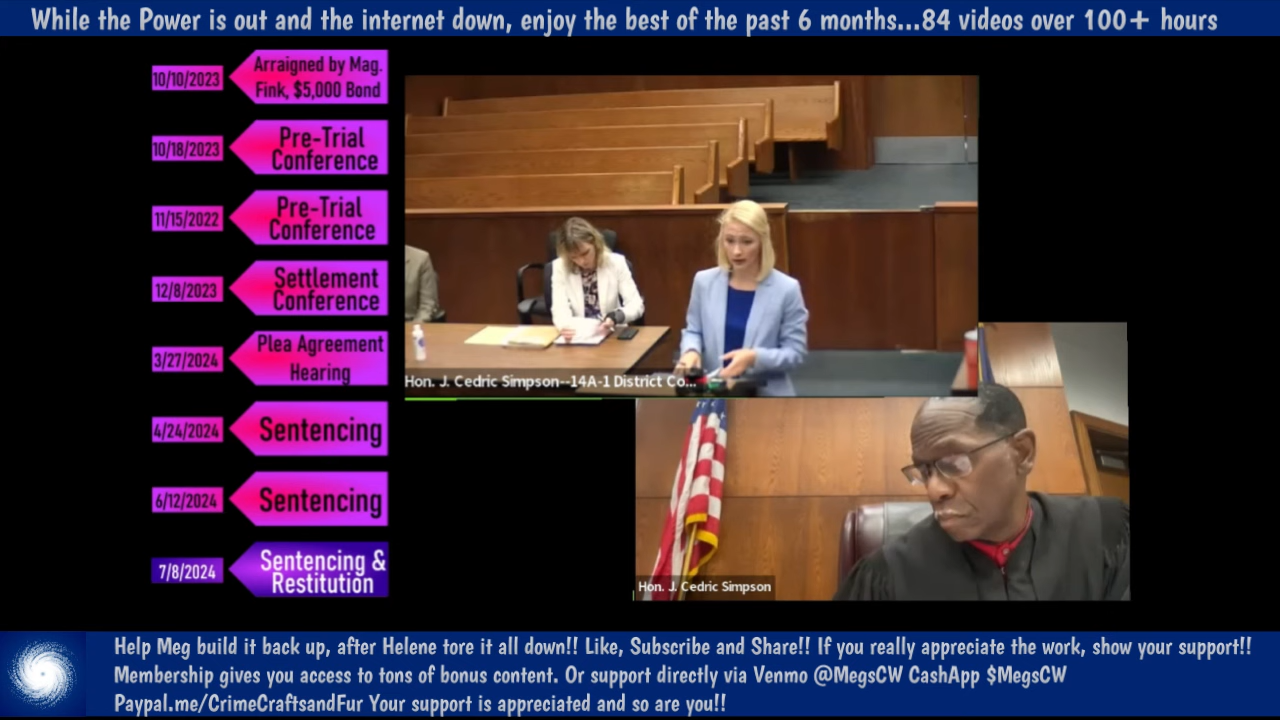 While the Power is out and the internet down, enjoy the best of the past 6 months...84 videos over 100+ hours
10/10/2023
Arraigned by Mag.
Fink, $5,000 Bond
10/18/2023
Pre-Trial
Conference
11/15/2022
Pre-Trial
Conference
12/8/2023
Settlement
Conference
3/27/2024
Plea Agreement
Hearing
4/24/2024
Sentencing
6/12/2024
Sentencing
7/8/2024
Sentencing &
Restitution
Hon. J. Cedric Simpson--14A-1 District Co...
Hon. J. Cedric Simpson
Help Meg build it back up, after Helene tore it all down!! Like, Subscribe and Share!! If you really appreciate the work, show your support!!
Membership gives you access to tons of bonus content. Or support directly via Venmo @MegsCW CashApp $MegsCW
Paypal.me/CrimeCraftsandFur Your support is appreciated and so are you!!